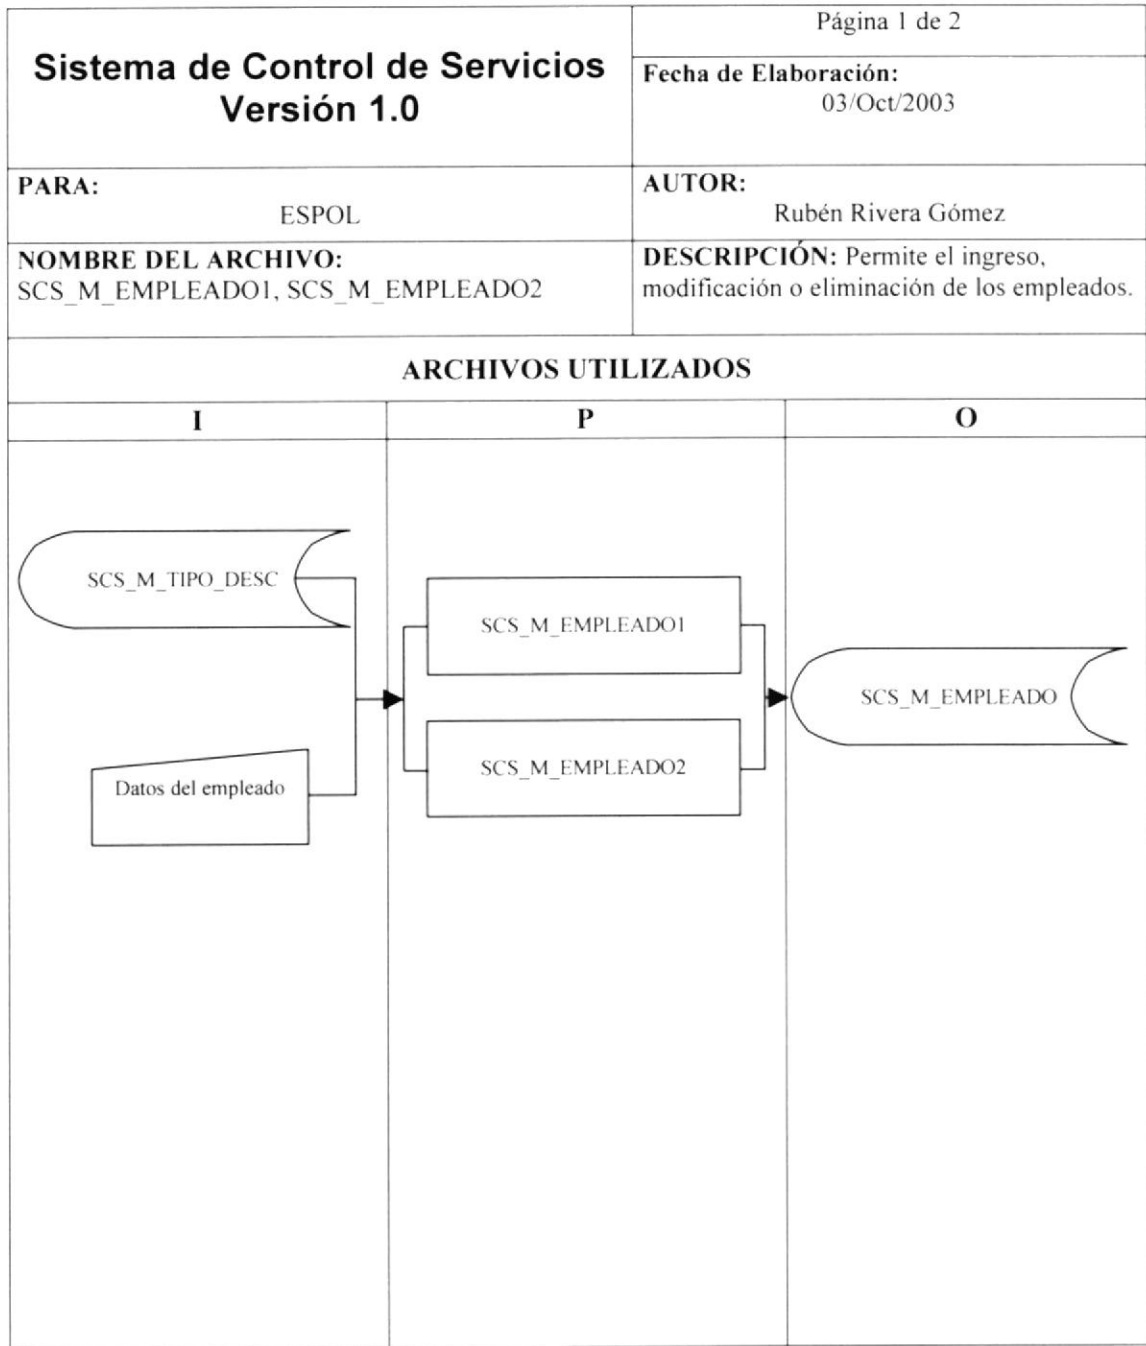 Sistema de Control de Servicios
Versión 1.0
Página 1 de 2
Fecha de Elaboración:
03/Oct/2003
PARA:
ESPOL
AUTOR:
Rubén Rivera Gómez
NOMBRE DEL ARCHIVO:
SCS_M_EMPLEADO1, SCS_M_EMPLEADO2
DESCRIPCIÓN: Permite el ingreso,
modificación o eliminación de los empleados.
ARCHIVOS UTILIZADOS
I
P
O
SCS_M_TIPO_DESC
Datos del empleado
SCS_M_EMPLEADO1
SCS_M_EMPLEADO2
SCS_M_EMPLEADO